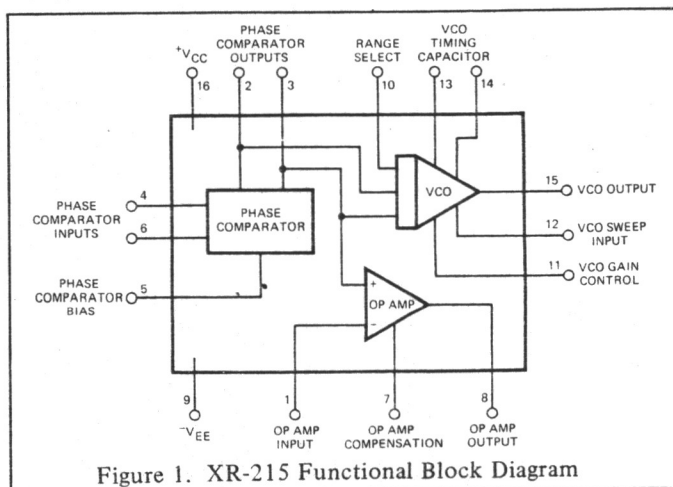 PHASE
COMPARATOR
OUTPUTS
RANGE
SELECT
VCO
TIMING
CAPACITOR
+VCC
16
2
3
10
13
14
4
PHASE
COMPARATOR
INPUTS
6
PHASE
COMPARATOR
VCO
15
VCO OUTPUT
12
VCO SWEEP
INPUT
11
VCO GAIN
CONTROL
5
PHASE
COMPARATOR
BIAS
+
OP AMP
−
9
−VEE
1
OP AMP
INPUT
7
OP AMP
COMPENSATION
8
OP AMP
OUTPUT
Figure 1. XR-215 Functional Block Diagram